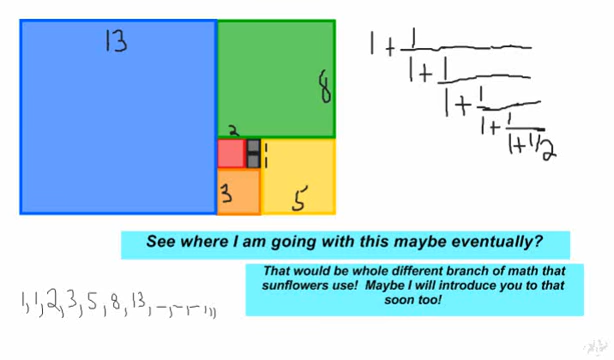 13
8
2
1
1
3
5
1 + 1
1 + 1
1 + 1
1 + 1
1 + 1/2
See where I am going with this maybe eventually?
That would be whole different branch of math that
sunflowers use! Maybe I will introduce you to that
soon too!
1, 1, 2, 3, 5, 8, 13, _, _, _, , ,